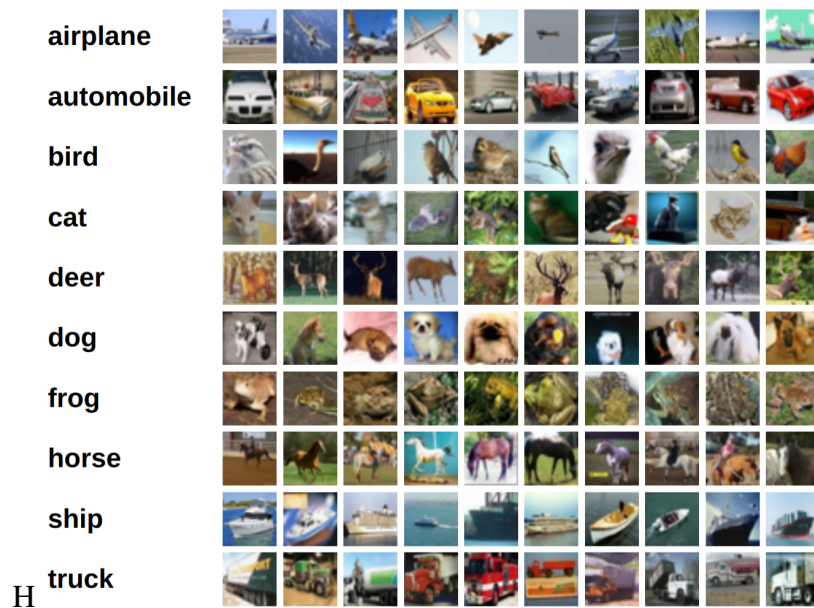 airplane
automobile
bird
cat
deer
dog
frog
horse
ship
truck
H